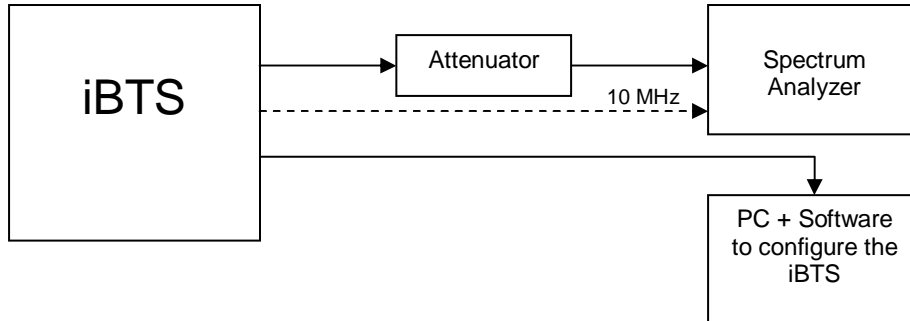 iBTS
Attenuator
Spectrum
Analyzer
10 MHz
PC + Software
to configure the
iBTS